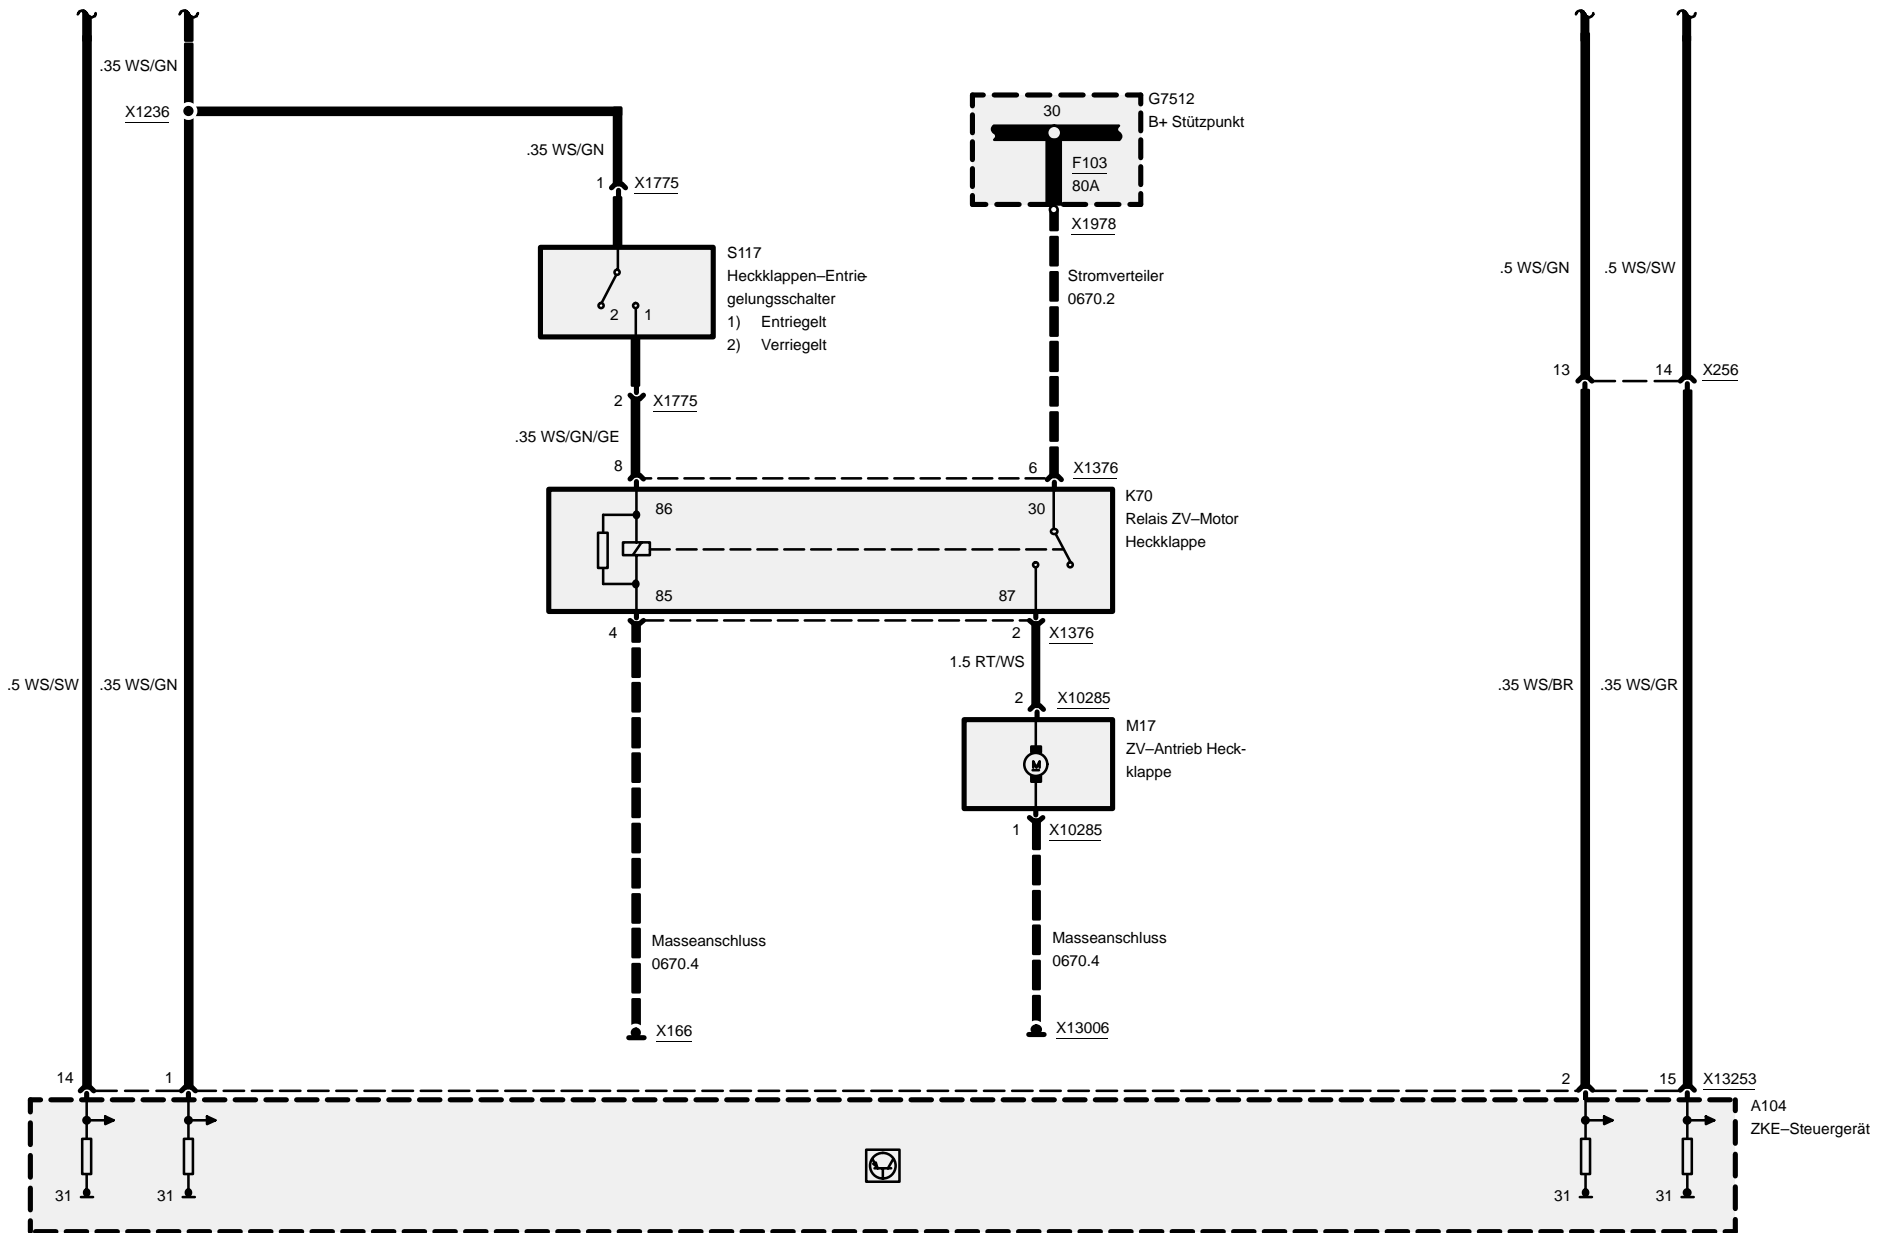 .35 WS/GN
X1236
.35 WS/GN
1 X1775
S117
Heckklappen–Entrie
gelungsschalter
1) Entriegelt
2) Verriegelt
2 1
2 X1775
.35 WS/GN/GE
8
30
G7512
B+ Stützpunkt
F103
80A
X1978
Stromverteiler
0670.2
6 X1376
K70
Relais ZV–Motor
Heckklappe
86
30
85
87
4
2 X1376
1.5 RT/WS
2 X10285
M17
ZV–Antrieb Heck-
klappe
M
1 X10285
Masseanschluss
0670.4
X166
Masseanschluss
0670.4
X13006
.5 WS/GN
.5 WS/SW
13
14 X256
.5 WS/SW
.35 WS/GN
.35 WS/BR
.35 WS/GR
14
1
2
15 X13253
A104
ZKE–Steuergerät
31
31
31
31